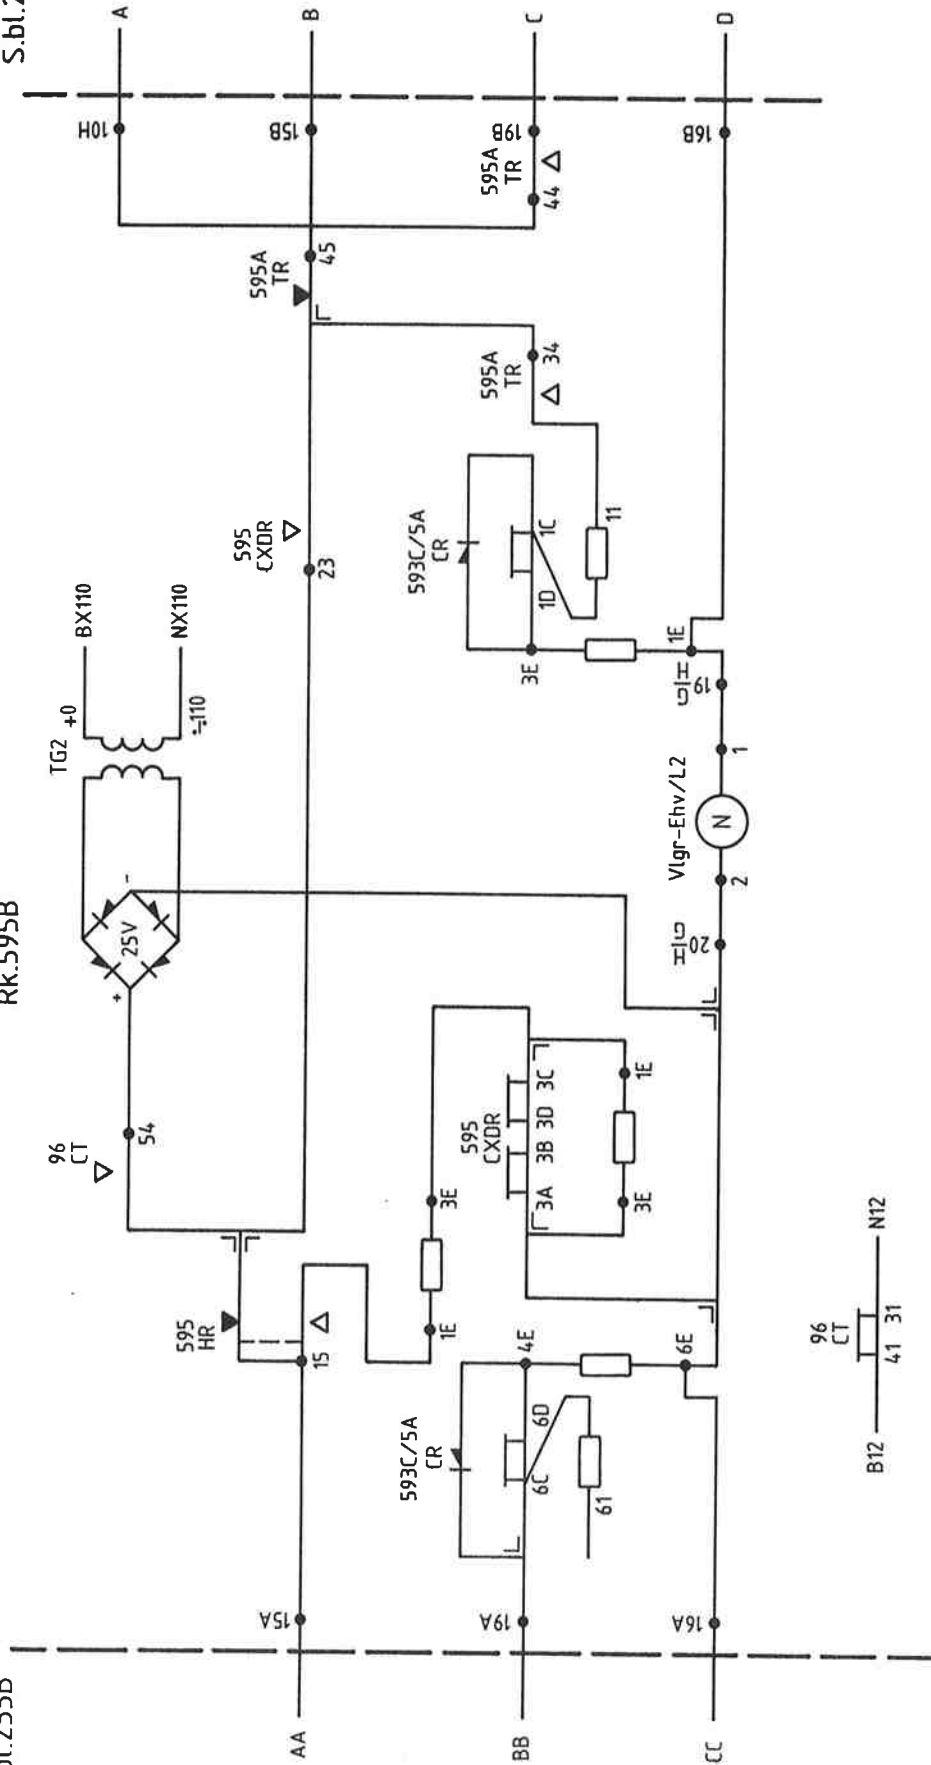 A
B
C
D
10H
15B
19B
16B
595A
TR
44
595A
TR
45
595A
TR
34
595
CXDR
23
593C/5A
CR
1C
1D
11
3E
1E
19
H|G
BX110
NX110
TG2
+0
÷110
Rk.595B
25V
+
-
Vlgr-Ehv/L2
1
N
2
20
H|G
96
CT
54
595
CXDR
3A 3B 3D 3C
1E
3E
595
HR
15
3E
1E
593C/5A
CR
4E
6E
6C
6D
61
15A
19A
16A
AA
BB
CC
96
CT
B12
41 31
N12